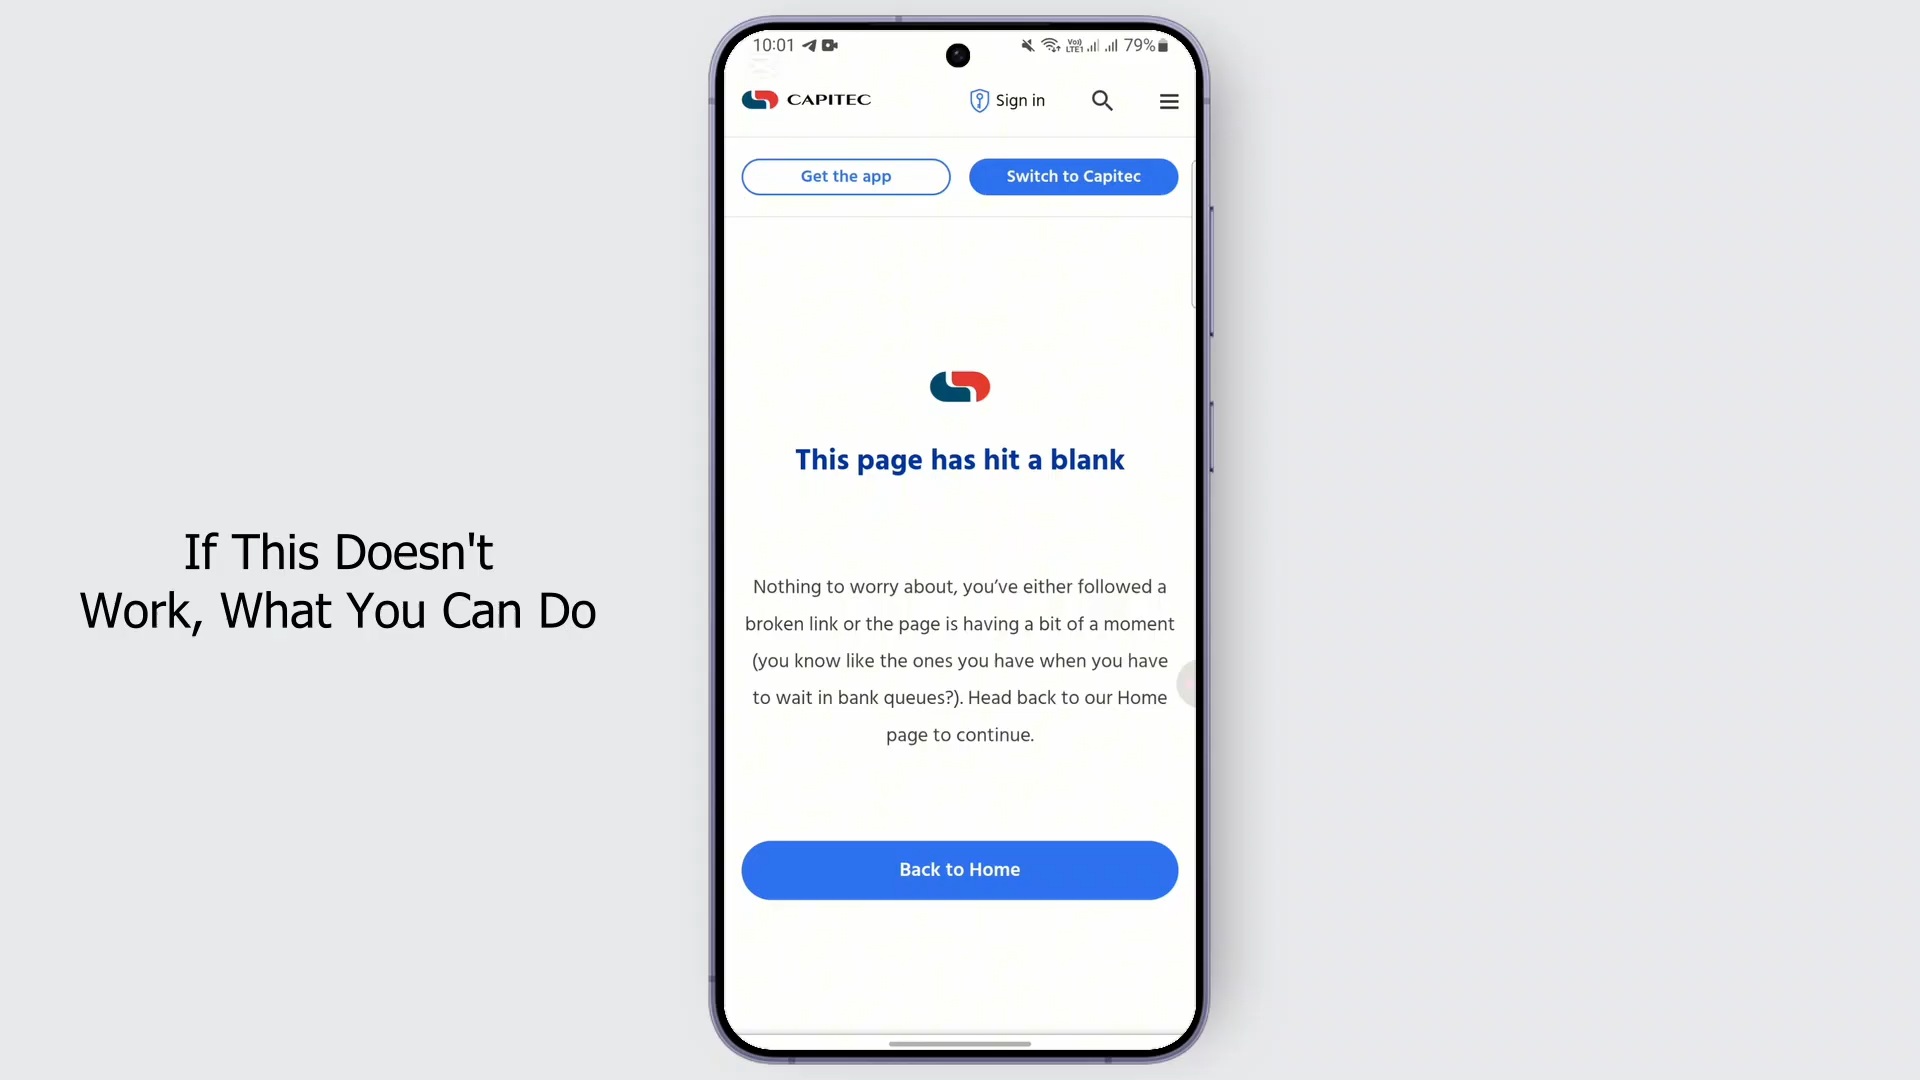 10:01
Vo))
LTE1
79%
CAPITEC
Sign in
Get the app
Switch to Capitec
This page has hit a blank
Nothing to worry about, you’ve either followed a
broken link or the page is having a bit of a moment
(you know like the ones you have when you have
to wait in bank queues?). Head back to our Home
page to continue.
Back to Home
If This Doesn't
Work, What You Can Do